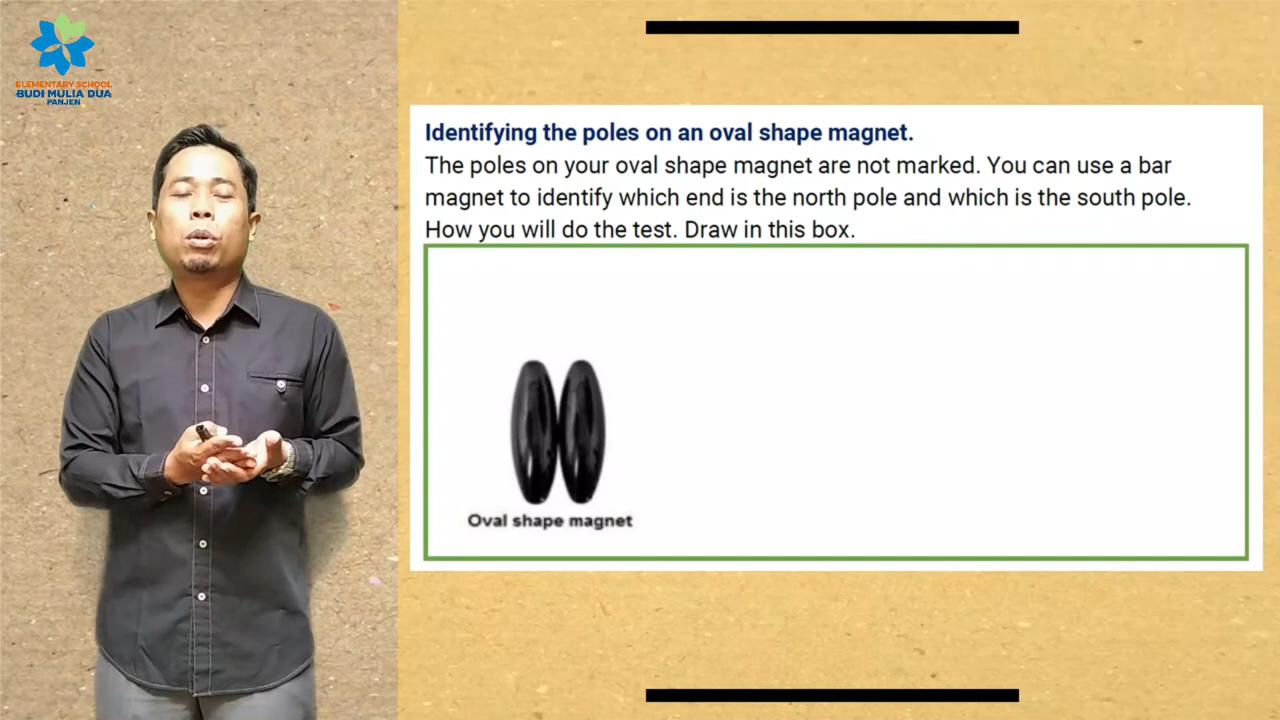 ELEMENTARY SCHOOL
BUDI MULIA DUA
PANJEN
Identifying the poles on an oval shape magnet.
The poles on your oval shape magnet are not marked. You can use a bar
magnet to identify which end is the north pole and which is the south pole.
How you will do the test. Draw in this box.
Oval shape magnet